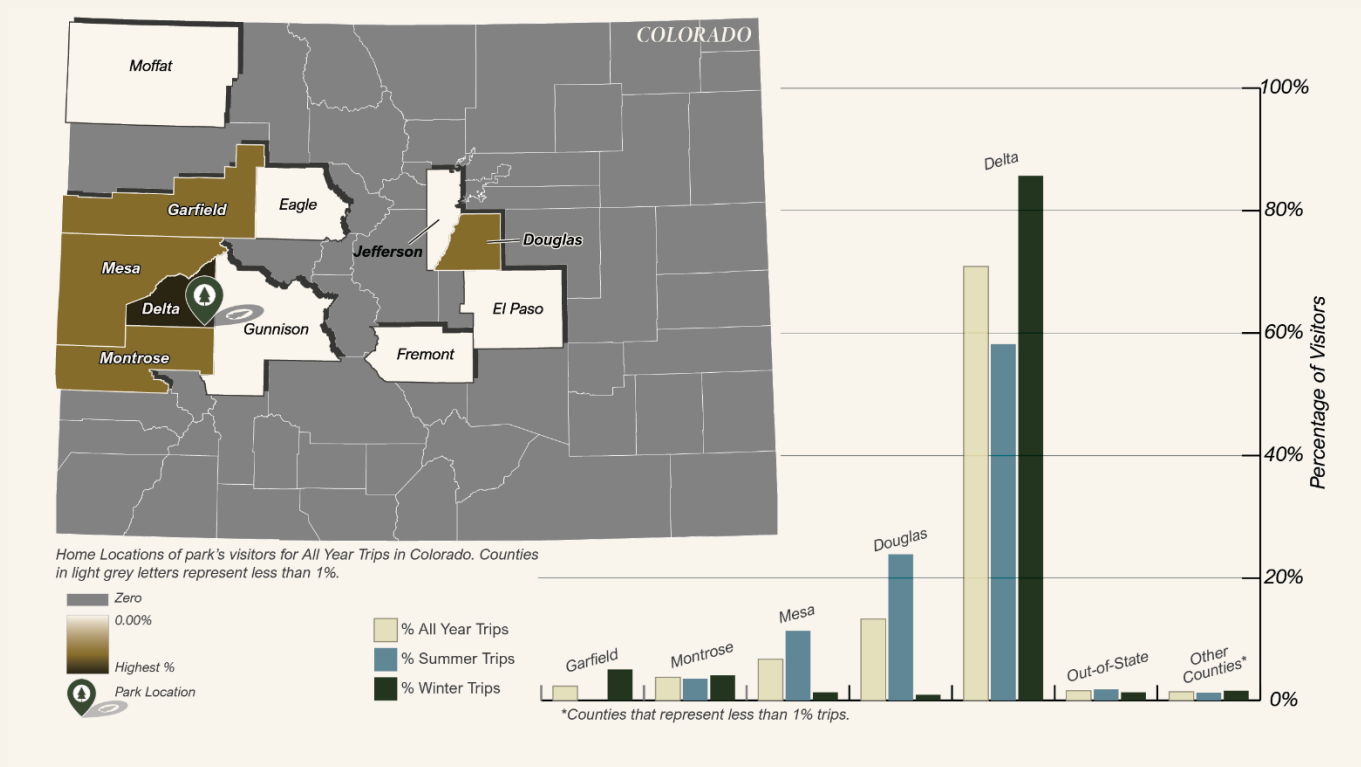 COLORADO
Moffat
Garfield
Eagle
Jefferson
Douglas
Mesa
Delta
Gunnison
El Paso
Montrose
Fremont
Home Locations of park's visitors for All Year Trips in Colorado. Counties
in light grey letters represent less than 1%.
Zero
0.00%
Highest %
Park Location
% All Year Trips
% Summer Trips
% Winter Trips
100%
80%
60%
40%
20%
0%
Percentage of Visitors
Garfield
Montrose
Mesa
Douglas
Delta
Out-of-State
Other
Counties*
*Counties that represent less than 1% trips.